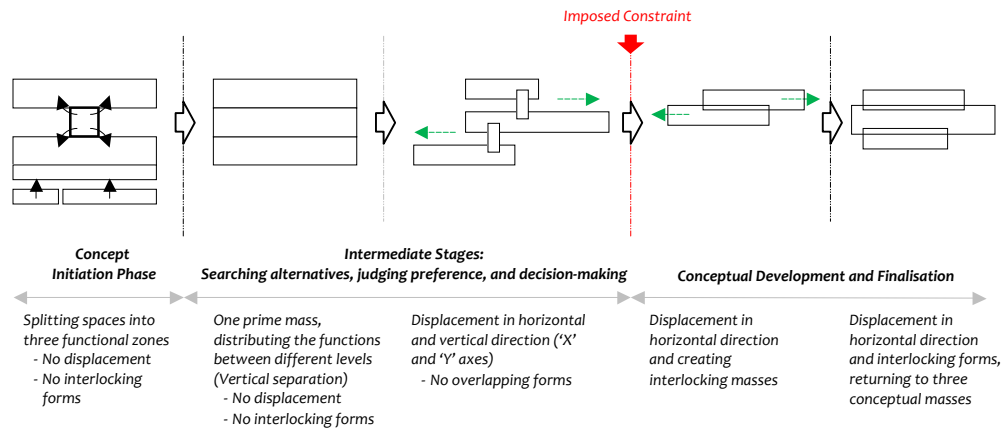 Imposed Constraint
Concept
Initiation Phase
Intermediate Stages:
Searching alternatives, judging preference, and decision-making
Conceptual Development and Finalisation
Splitting spaces into
three functional zones
- No displacement
- No interlocking
forms
One prime mass,
distributing the functions
between different levels
(Vertical separation)
- No displacement
- No interlocking forms
Displacement in horizontal
and vertical direction (‘X’
and ‘Y’ axes)
- No overlapping forms
Displacement in
horizontal direction
and creating
interlocking masses
Displacement in
horizontal direction
and interlocking forms,
returning to three
conceptual masses